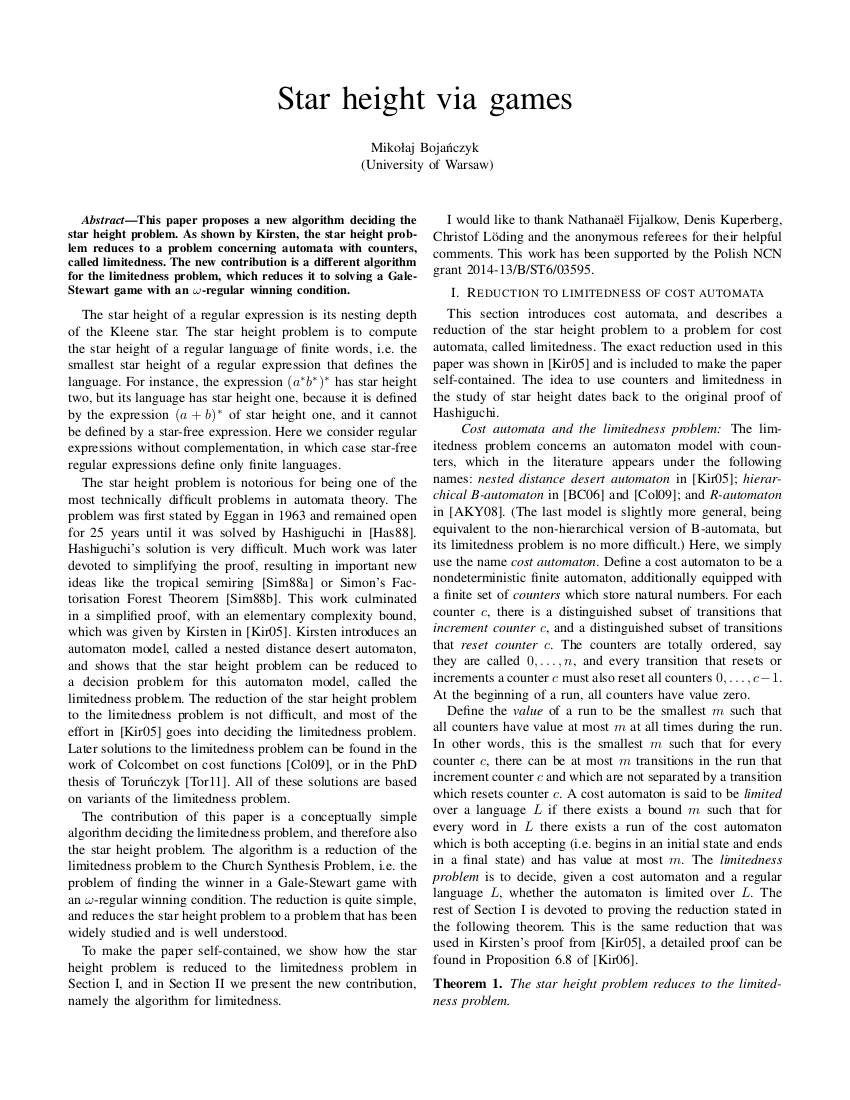 Star height via games
Mikołaj Bojańczyk
(University of Warsaw)
Abstract—This paper proposes a new algorithm deciding the
star height problem. As shown by Kirsten, the star height prob-
lem reduces to a problem concerning automata with counters,
called limitedness. The new contribution is a different algorithm
for the limitedness problem, which reduces it to solving a Gale-
Stewart game with an ω-regular winning condition.
The star height of a regular expression is its nesting depth
of the Kleene star. The star height problem is to compute
the star height of a regular language of finite words, i.e. the
smallest star height of a regular expression that defines the
language. For instance, the expression (a*b*)* has star height
two, but its language has star height one, because it is defined
by the expression (a + b)* of star height one, and it cannot
be defined by a star-free expression. Here we consider regular
expressions without complementation, in which case star-free
regular expressions define only finite languages.
The star height problem is notorious for being one of the
most technically difficult problems in automata theory. The
problem was first stated by Eggan in 1963 and remained open
for 25 years until it was solved by Hashiguchi in [Has88].
Hashiguchi's solution is very difficult. Much work was later
devoted to simplifying the proof, resulting in important new
ideas like the tropical semiring [Sim88a] or Simon's Fac-
torisation Forest Theorem [Sim88b]. This work culminated
in a simplified proof, with an elementary complexity bound,
which was given by Kirsten in [Kir05]. Kirsten introduces an
automaton model, called a nested distance desert automaton,
and shows that the star height problem can be reduced to
a decision problem for this automaton model, called the
limitedness problem. The reduction of the star height problem
to the limitedness problem is not difficult, and most of the
effort in [Kir05] goes into deciding the limitedness problem.
Later solutions to the limitedness problem can be found in the
work of Colcombet on cost functions [Col09], or in the PhD
thesis of Toruńczyk [Tor11]. All of these solutions are based
on variants of the limitedness problem.
The contribution of this paper is a conceptually simple
algorithm deciding the limitedness problem, and therefore also
the star height problem. The algorithm is a reduction of the
limitedness problem to the Church Synthesis Problem, i.e. the
problem of finding the winner in a Gale-Stewart game with
an ω-regular winning condition. The reduction is quite simple,
and reduces the star height problem to a problem that has been
widely studied and is well understood.
To make the paper self-contained, we show how the star
height problem is reduced to the limitedness problem in
Section I, and in Section II we present the new contribution,
namely the algorithm for limitedness.
I would like to thank Nathanaël Fijalkow, Denis Kuperberg,
Christof Löding and the anonymous referees for their helpful
comments. This work has been supported by the Polish NCN
grant 2014-13/B/ST6/03595.
I. REDUCTION TO LIMITEDNESS OF COST AUTOMATA
This section introduces cost automata, and describes a
reduction of the star height problem to a problem for cost
automata, called limitedness. The exact reduction used in this
paper was shown in [Kir05] and is included to make the paper
self-contained. The idea to use counters and limitedness in
the study of star height dates back to the original proof of
Hashiguchi.
Cost automata and the limitedness problem: The lim-
itedness problem concerns an automaton model with coun-
ters, which in the literature appears under the following
names: nested distance desert automaton in [Kir05]; hierar-
chical B-automaton in [BC06] and [Col09]; and R-automaton
in [AKY08]. (The last model is slightly more general, being
equivalent to the non-hierarchical version of B-automata, but
its limitedness problem is no more difficult.) Here, we simply
use the name cost automaton. Define a cost automaton to be a
nondeterministic finite automaton, additionally equipped with
a finite set of counters which store natural numbers. For each
counter c, there is a distinguished subset of transitions that
increment counter c, and a distinguished subset of transitions
that reset counter c. The counters are totally ordered, say
they are called 0, . . . , n, and every transition that resets or
increments a counter c must also reset all counters 0, . . . , c−1.
At the beginning of a run, all counters have value zero.
Define the value of a run to be the smallest m such that
all counters have value at most m at all times during the run.
In other words, this is the smallest m such that for every
counter c, there can be at most m transitions in the run that
increment counter c and which are not separated by a transition
which resets counter c. A cost automaton is said to be limited
over a language L if there exists a bound m such that for
every word in L there exists a run of the cost automaton
which is both accepting (i.e. begins in an initial state and ends
in a final state) and has value at most m. The limitedness
problem is to decide, given a cost automaton and a regular
language L, whether the automaton is limited over L. The
rest of Section I is devoted to proving the reduction stated in
the following theorem. This is the same reduction that was
used in Kirsten's proof from [Kir05], a detailed proof can be
found in Proposition 6.8 of [Kir06].
Theorem 1. The star height problem reduces to the limited-
ness problem.